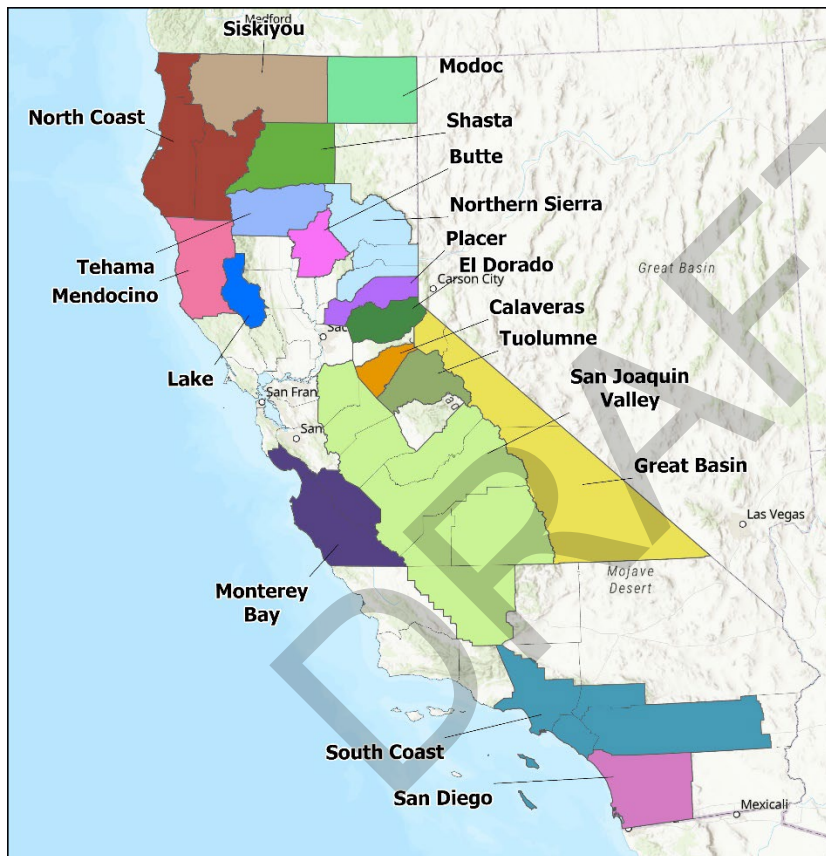 Medford
Siskiyou
Modoc
North Coast
Shasta
Butte
Northern Sierra
Placer
Tehama
El Dorado
Great Basin
Mendocino
Carson City
Calaveras
Tuolumne
Lake
San Joaquin
Valley
San Fran
San
Great Basin
Las Vegas
Mojave
Desert
Monterey
Bay
South Coast
San Diego
Mexicali
DRAFT